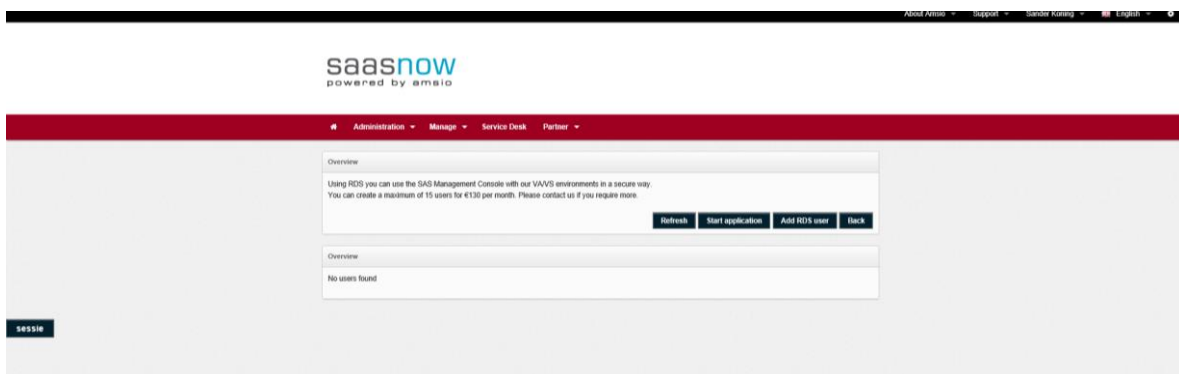 About Amsio Support Sander Koning English
saasnow
powered by amsio
Administration Manage Service Desk Partner
Overview
Using RDS you can use the SAS Management Console with our VA/VS environments in a secure way.
You can create a maximum of 15 users for €130 per month. Please contact us if you require more.
Refresh Start application Add RDS user Back
Overview
No users found
sessie